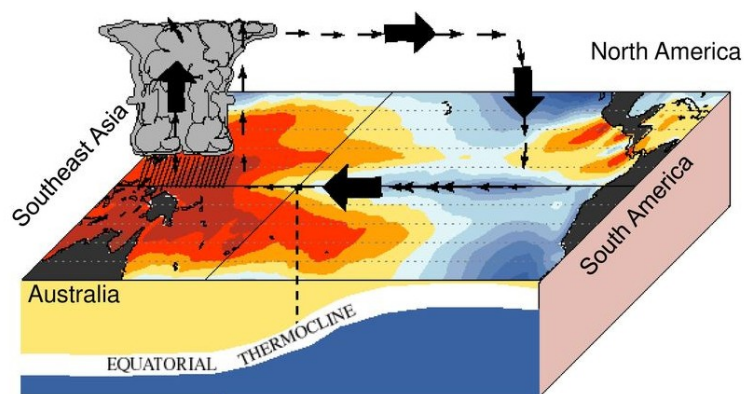 North America
Southeast Asia
South America
Australia
EQUATORIAL THERMOCLINE